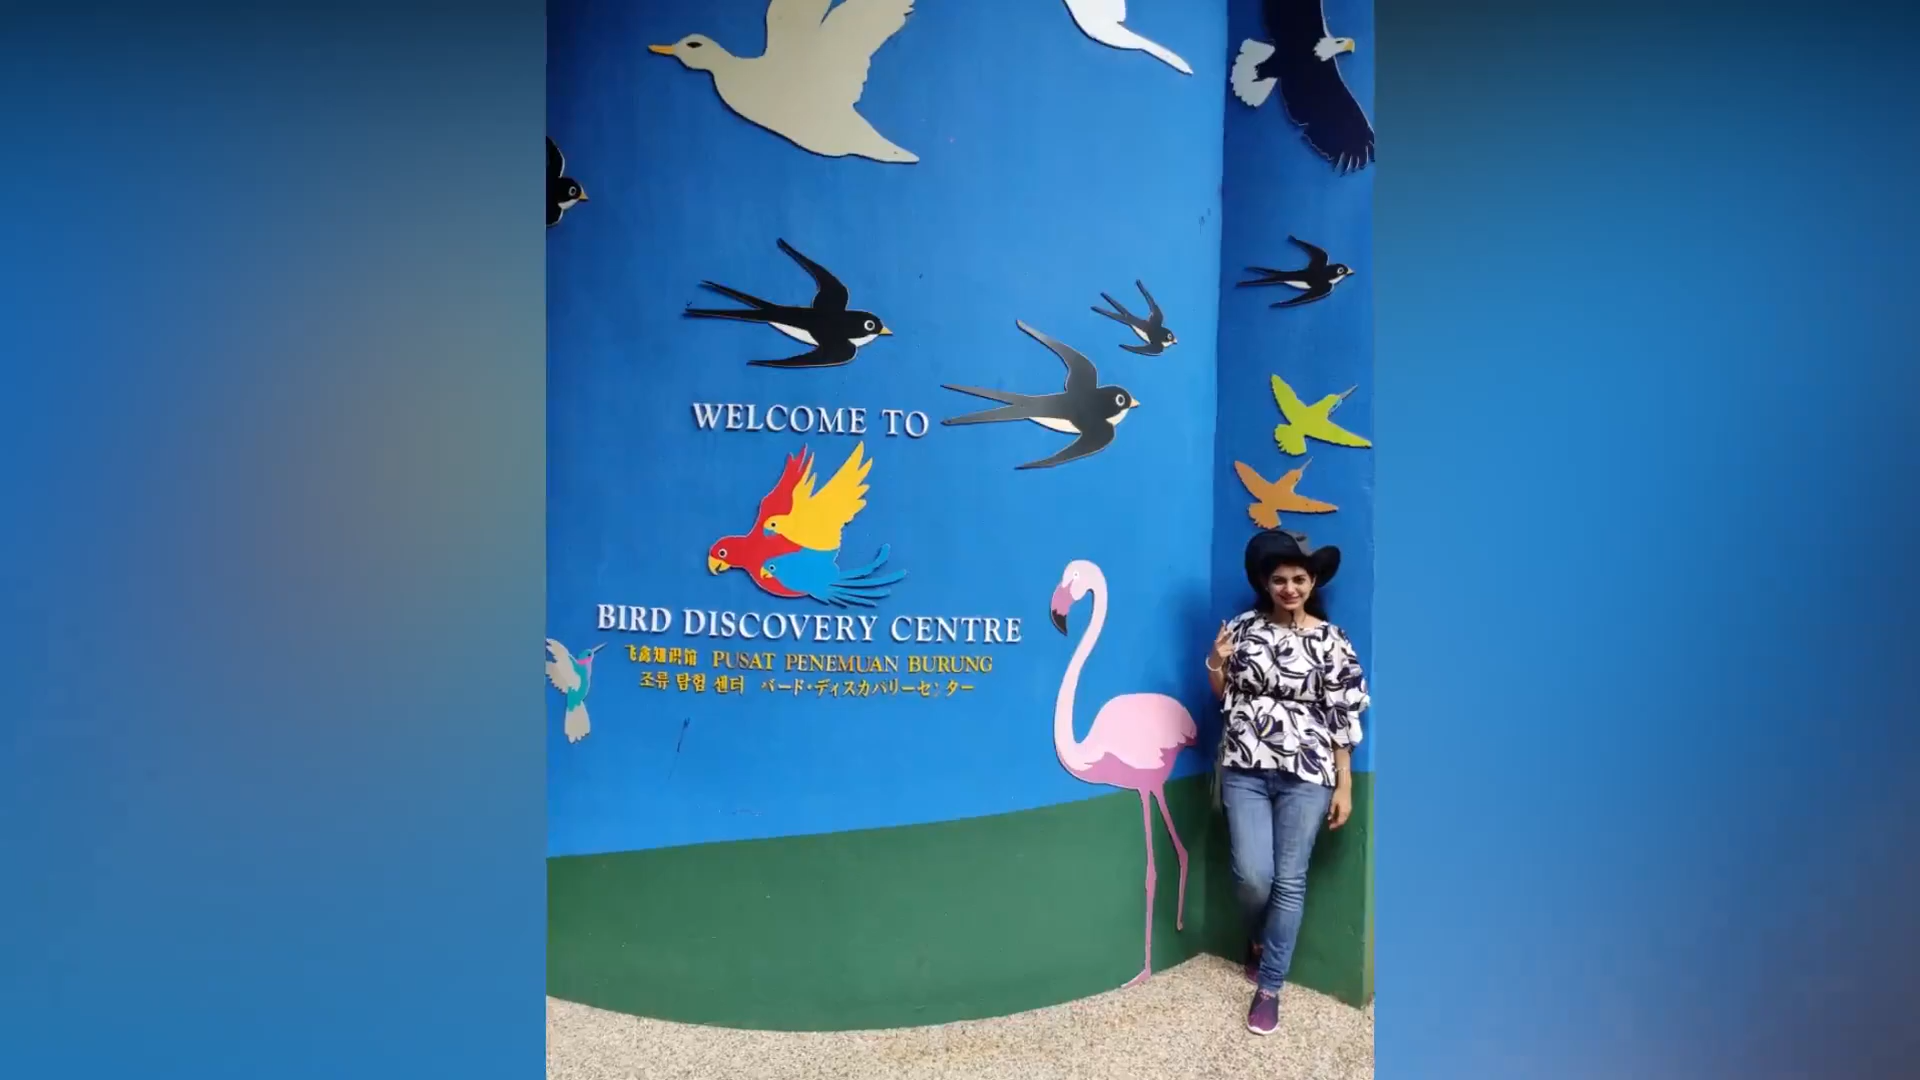 WELCOME TO
BIRD DISCOVERY CENTRE
飞禽知识馆 PUSAT PENEMUAN BURUNG
조류 탐험 센터 バード・ディスカバリーセンター